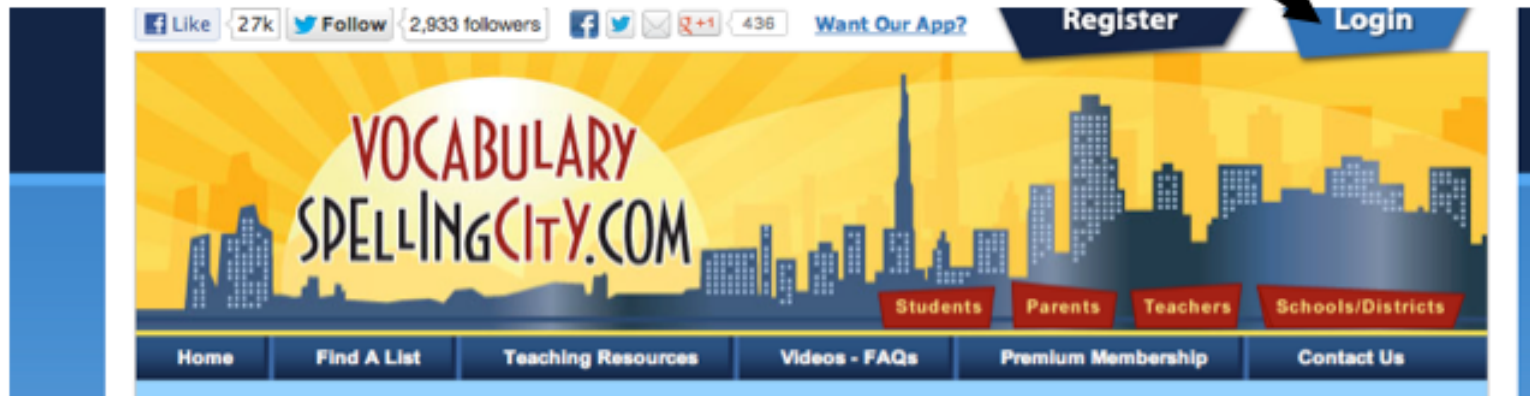 Like 27k Follow 2,933 followers +1 436 Want Our App? Register Login
VOCABULARY
SPELLINGCITY.COM
Students Parents Teachers Schools/Districts
Home Find A List Teaching Resources Videos - FAQs Premium Membership Contact Us